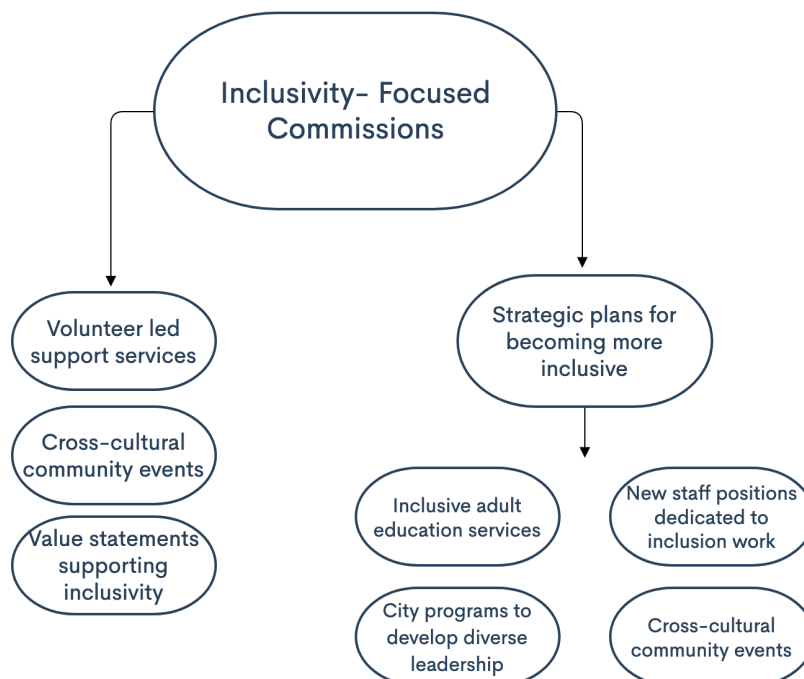 Inclusivity- Focused
Commissions
Volunteer led
support services
Cross-cultural
community events
Value statements
supporting
inclusivity
Strategic plans for
becoming more
inclusive
Inclusive adult
education services
New staff positions
dedicated to
inclusion work
City programs to
develop diverse
leadership
Cross-cultural
community events